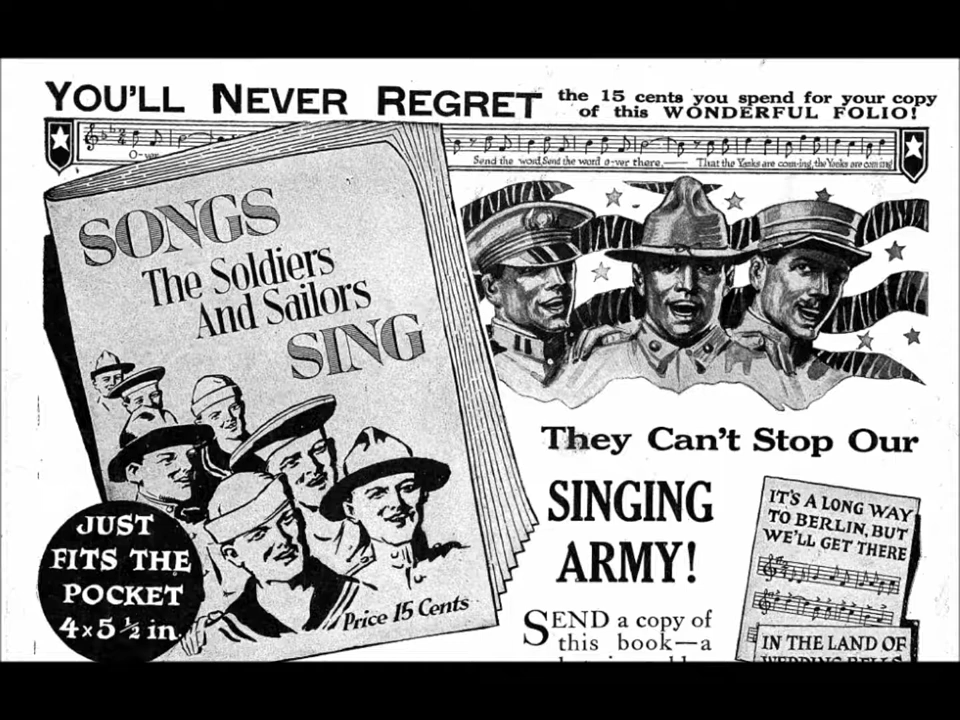 YOU'LL NEVER REGRET
the 15 cents you spend for your copy
of this WONDERFUL FOLIO!
O-ver
Send the word, Send the word o-ver there, That the Yanks are com-ing, the Yanks are com-ing
SONGS
The Soldiers
And Sailors
SING
Price 15 Cents
JUST
FITS THE
POCKET
4x5 ½ in.
They Can't Stop Our
SINGING
ARMY!
SEND a copy of
this book—a
IT'S A LONG WAY
TO BERLIN, BUT
WE'LL GET THERE
IN THE LAND OF
WEDDING BELLS